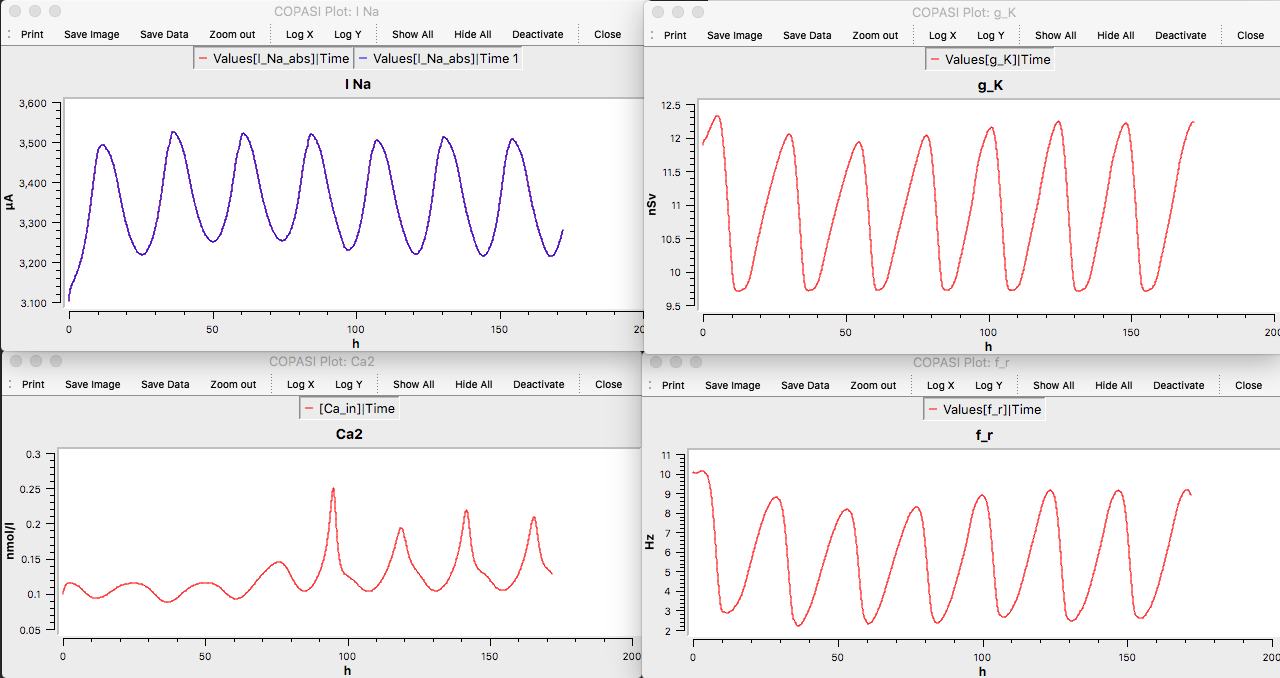 COPASI Plot: I Na
: Print Save Image Save Data Zoom out Log X Log Y Show All Hide All Deactivate Close
Values[I_Na_abs]|Time Values[I_Na_abs]|Time 1
I Na
3,600
3,500
3,400
3,300
3,200
3,100
µA
0 50 100 150 20
h
COPASI Plot: g_K
: Print Save Image Save Data Zoom out Log X Log Y Show All Hide All Deactivate Close
Values[g_K]|Time
g_K
12.5
12
11.5
11
10.5
10
9.5
nSv
0 50 100 150 200
h
COPASI Plot: Ca2
: Print Save Image Save Data Zoom out Log X Log Y Show All Hide All Deactivate Close
[Ca_in]|Time
Ca2
0.3
0.25
0.2
0.15
0.1
0.05
nmol/l
0 50 100 150 200
h
COPASI Plot: f_r
: Print Save Image Save Data Zoom out Log X Log Y Show All Hide All Deactivate Close
Values[f_r]|Time
f_r
11
10
9
8
7
6
5
4
3
2
Hz
0 50 100 150 200
h